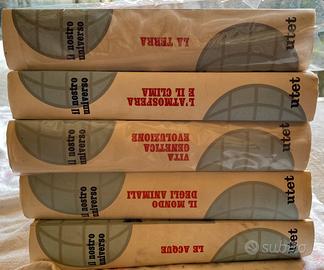 il nostro
universo
LA TERRA
utet
il nostro
universo
L'ATMOSFERA
E IL CLIMA
utet
il nostro
universo
VITA
GENETICA
EVOLUZIONE
utet
il nostro
universo
IL MONDO
DEGLI ANIMALI
utet
il nostro
universo
LE ACQUE
utet
subito